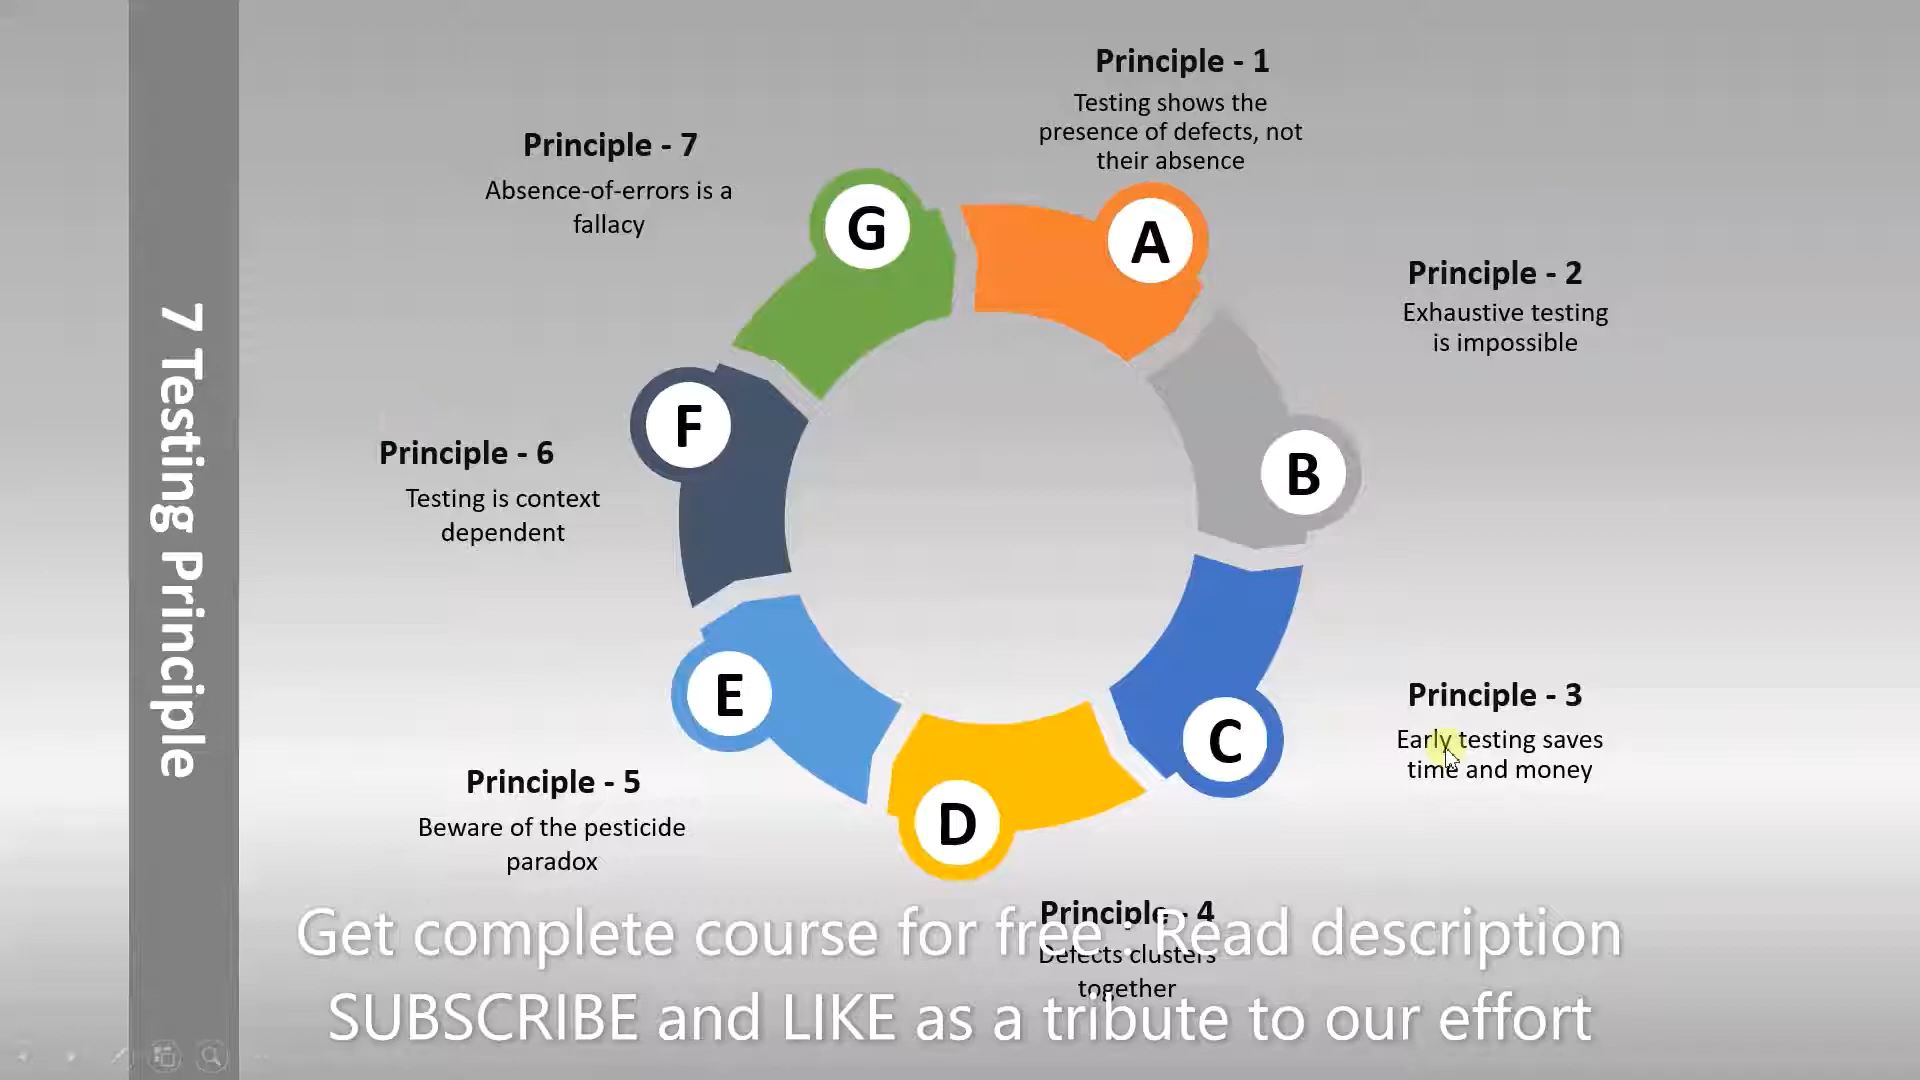 7 Testing Principle
Principle - 1
Testing shows the
presence of defects, not
their absence
A
Principle - 2
Exhaustive testing
is impossible
B
Principle - 3
Early testing saves
time and money
C
Principle - 4
Defects clusters
together
D
Principle - 5
Beware of the pesticide
paradox
E
Principle - 6
Testing is context
dependent
F
Principle - 7
Absence-of-errors is a
fallacy
G
Get complete course for free : Read description
SUBSCRIBE and LIKE as a tribute to our effort